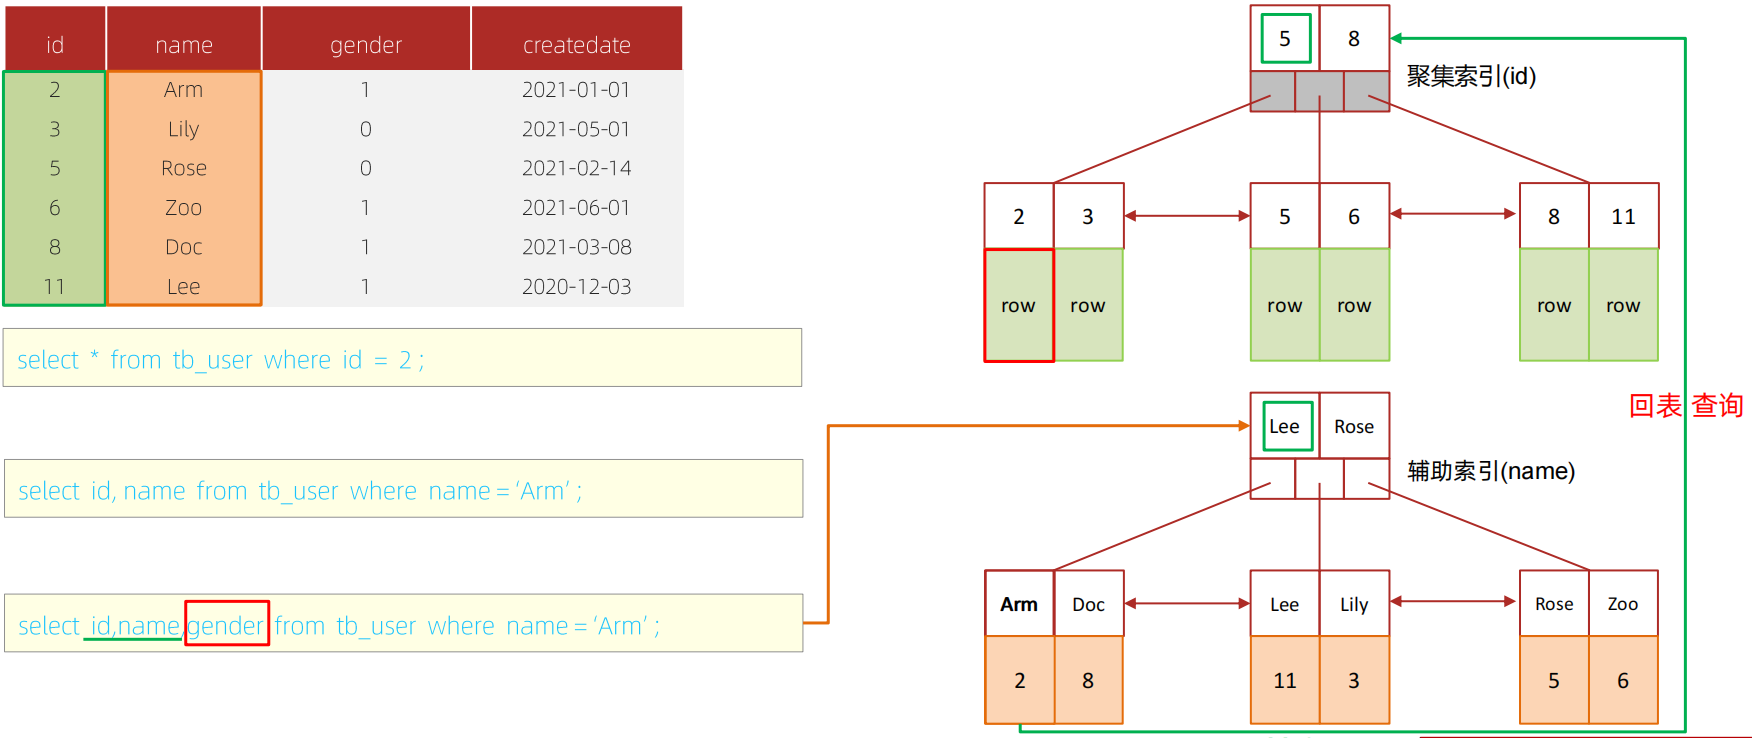 id name gender createdate
2 Arm 1 2021-01-01
3 Lily 0 2021-05-01
5 Rose 0 2021-02-14
6 Zoo 1 2021-06-01
8 Doc 1 2021-03-08
11 Lee 1 2020-12-03
select * from tb_user where id = 2 ;
select id, name from tb_user where name = ‘Arm’ ;
select id,name,gender from tb_user where name = ‘Arm’ ;
5 8
聚集索引(id)
2 3 5 6 8 11
row row row row row row
回表 查询
Lee Rose
辅助索引(name)
Arm Doc Lee Lily Rose Zoo
2 8 11 3 5 6